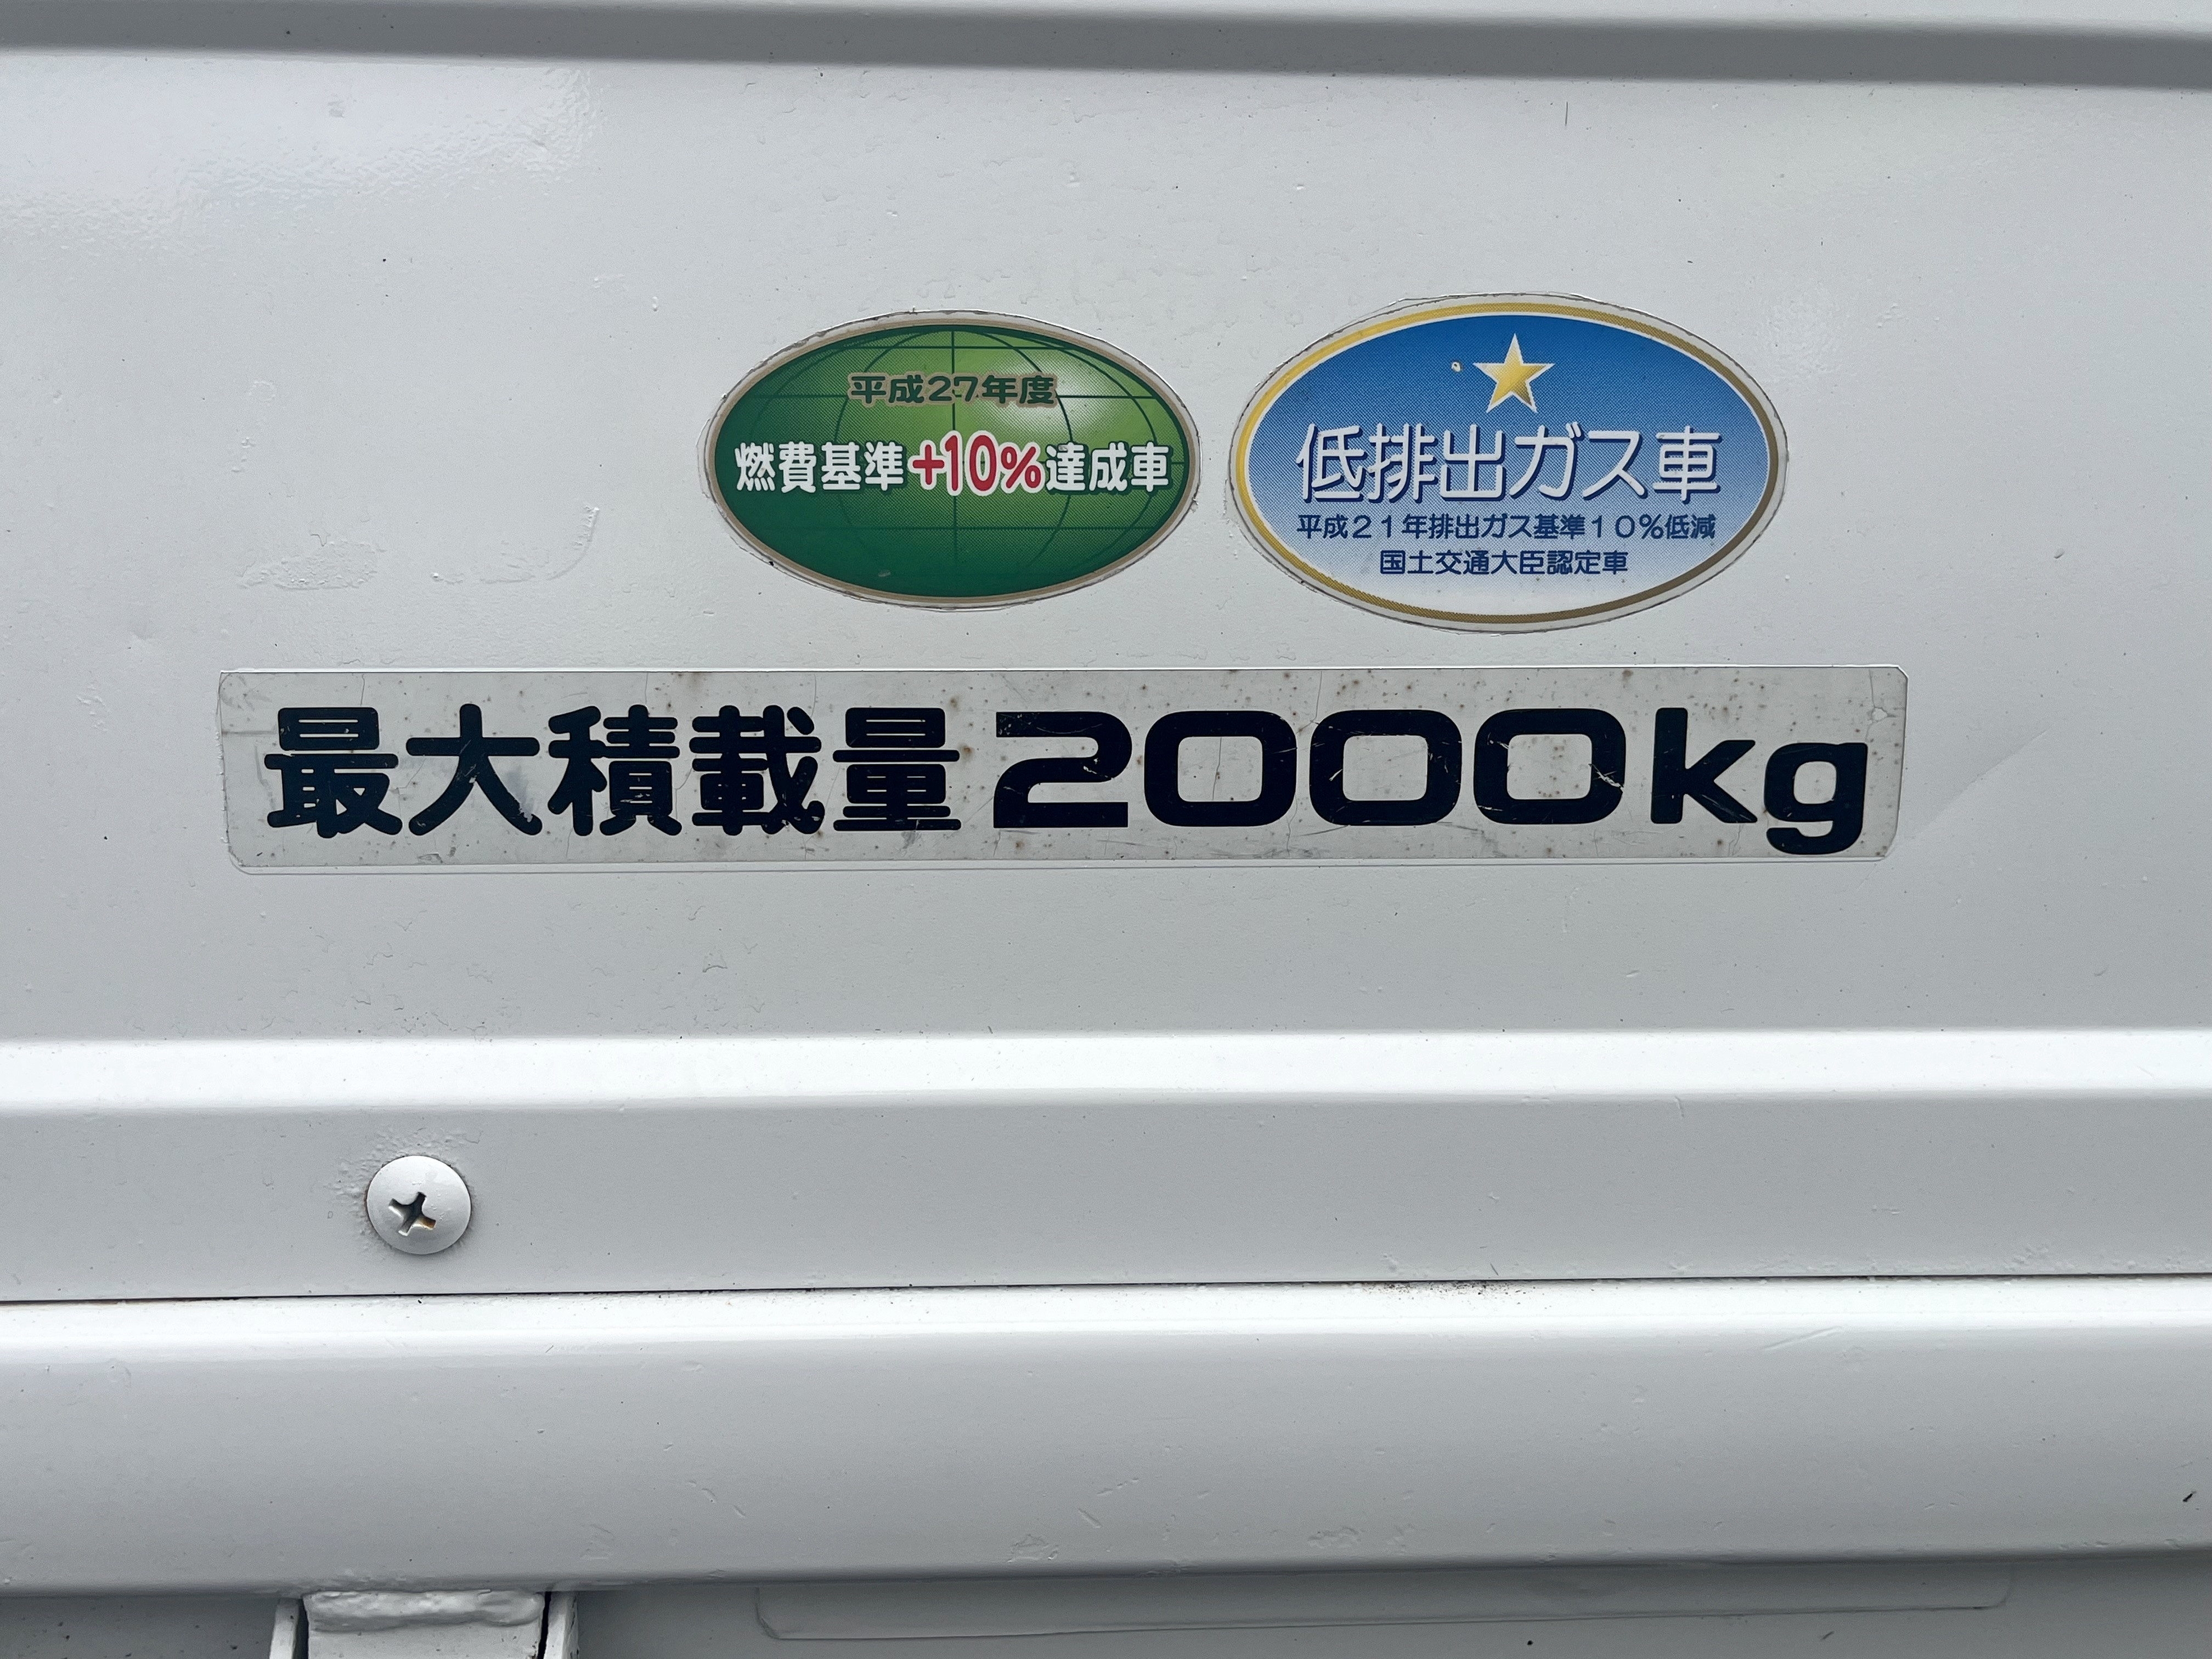 平成27年度
燃費基準+10%達成車
低排出ガス車
平成21年排出ガス基準10%低減
国土交通大臣認定車
最大積載量2000kg